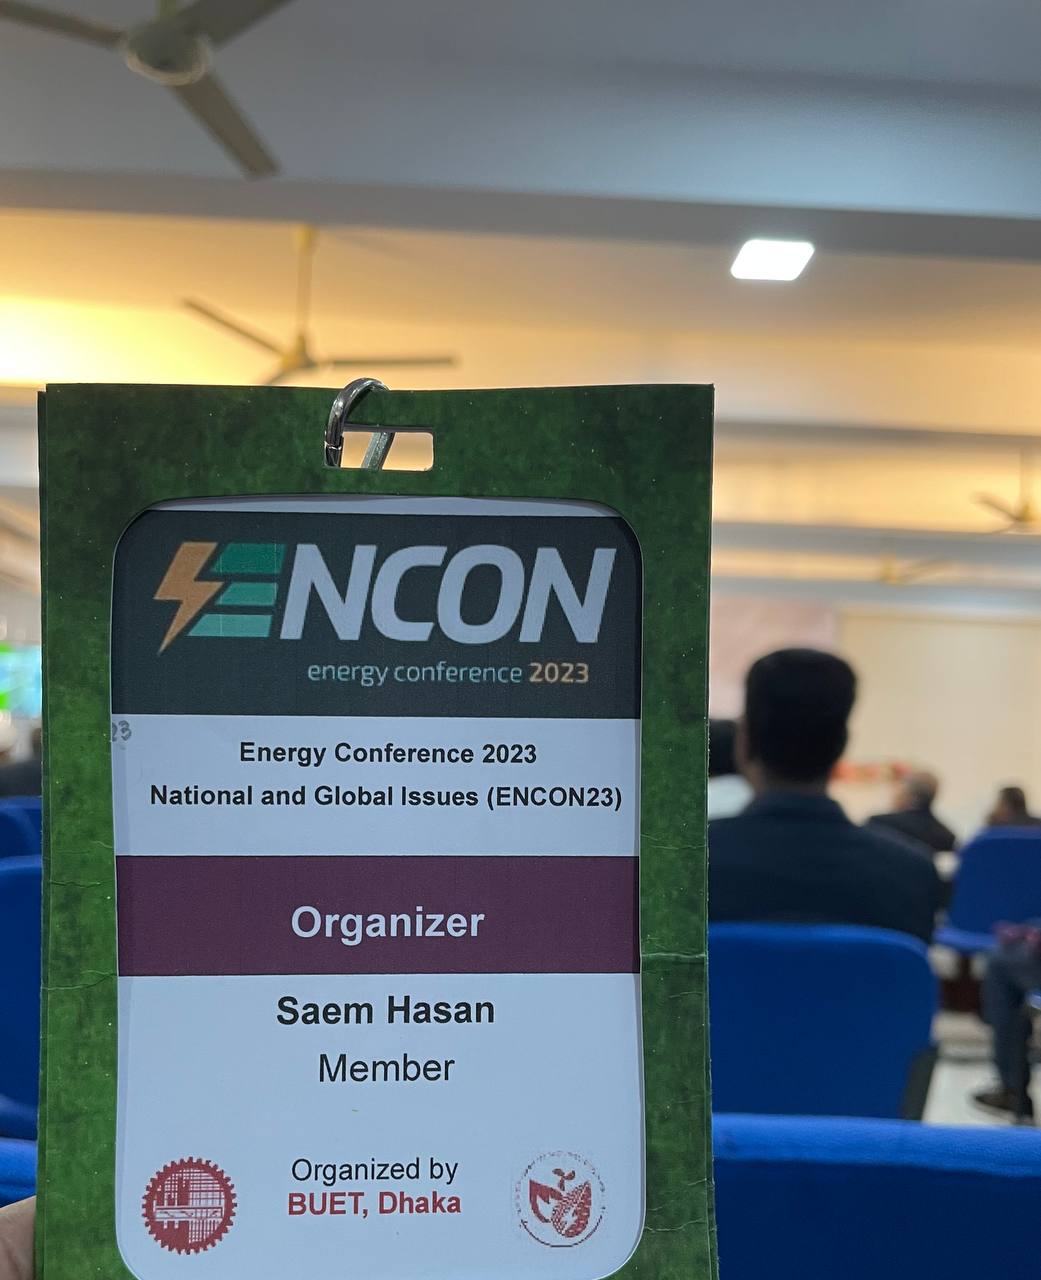 ENCON
energy conference 2023
23
Energy Conference 2023
National and Global Issues (ENCON23)
Organizer
Saem Hasan
Member
Organized by
BUET, Dhaka